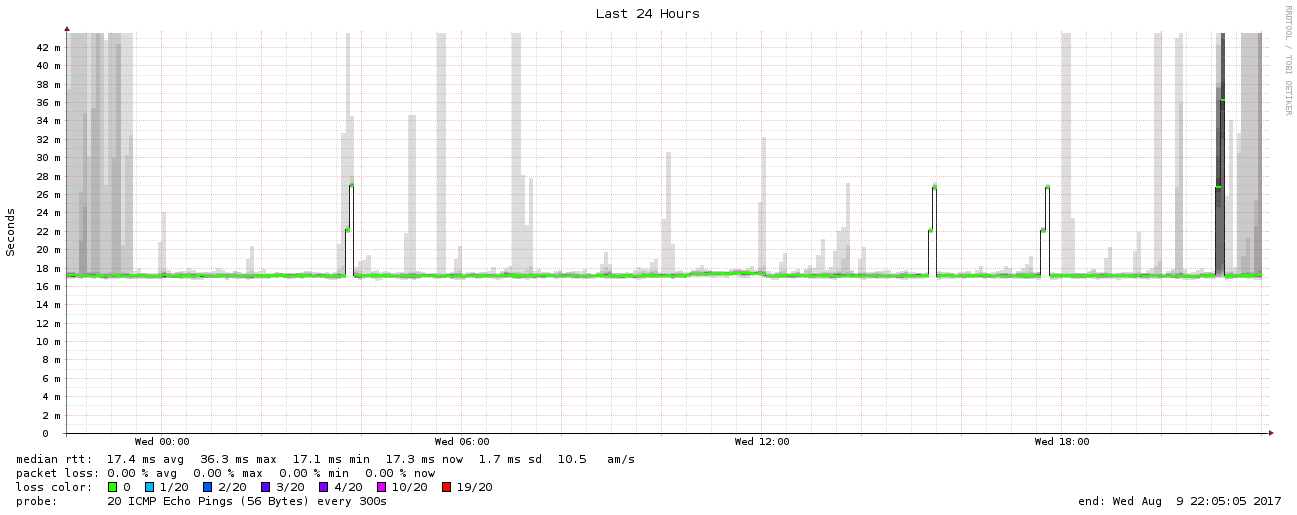 Last 24 Hours
RRDTOOL / TOBI OETIKER
Seconds
42 m
40 m
38 m
36 m
34 m
32 m
30 m
28 m
26 m
24 m
22 m
20 m
18 m
16 m
14 m
12 m
10 m
8 m
6 m
4 m
2 m
0
Wed 00:00 Wed 06:00 Wed 12:00 Wed 18:00
median rtt: 17.4 ms avg 36.3 ms max 17.1 ms min 17.3 ms now 1.7 ms sd 10.5 am/s
packet loss: 0.00 % avg 0.00 % max 0.00 % min 0.00 % now
loss color: 0 1/20 2/20 3/20 4/20 10/20 19/20
probe: 20 ICMP Echo Pings (56 Bytes) every 300s end: Wed Aug 9 22:05:05 2017